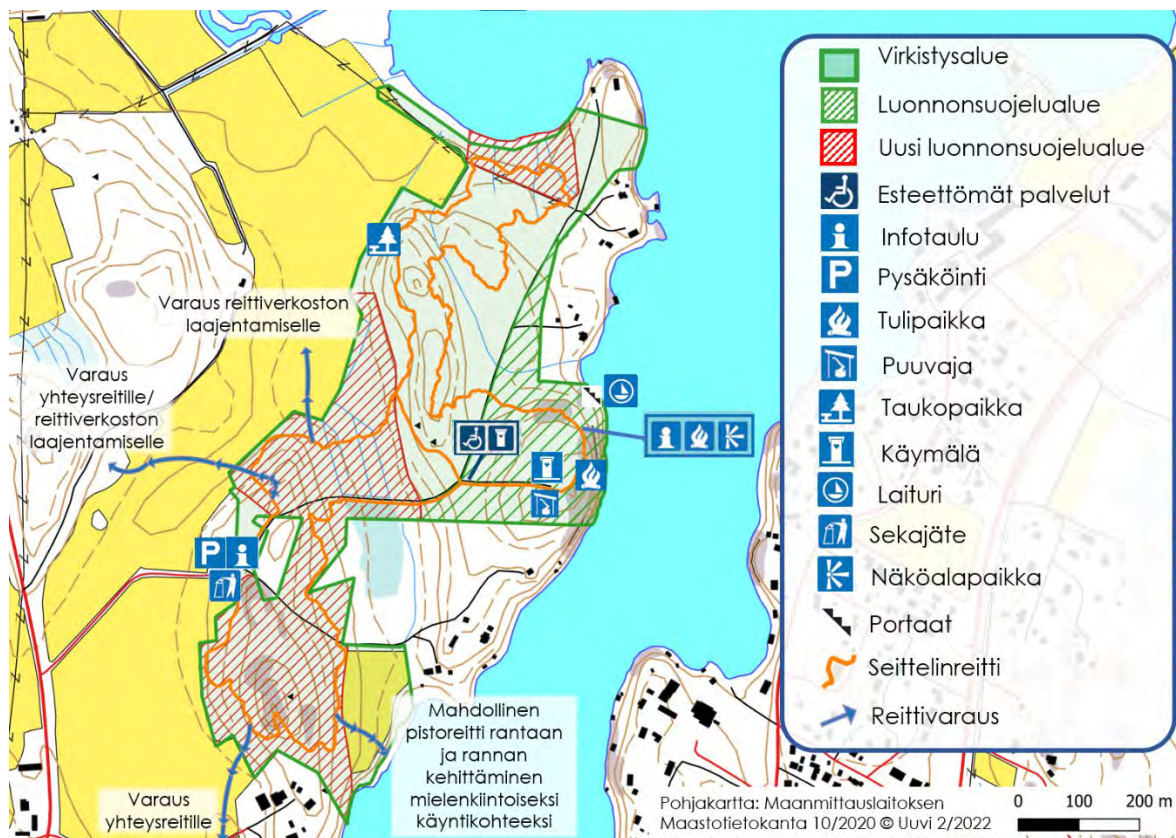 Virkistysalue
Luonnonsuojelualue
Uusi luonnonsuojelualue
Esteettömät palvelut
Infotaulu
P
Pysäköinti
Tulipaikka
Puuvaja
Taukopaikka
Käymälä
Laituri
Sekajäte
Näköalapaikka
Portaat
Seittelinreitti
Reittivaraus
Varaus reittiverkoston
laajentamiselle
Varaus
yhteysreitille/
reittiverkoston
laajentamiselle
P
Mahdollinen
pistoreitti rantaan
ja rannan
kehittäminen
mielenkiintoiseksi
käyntikohteeksi
Varaus
yhteysreitille
Pohjakartta: Maanmittauslaitoksen
Maastotietokanta 10/2020 © Uuvi 2/2022
0 100 200 m